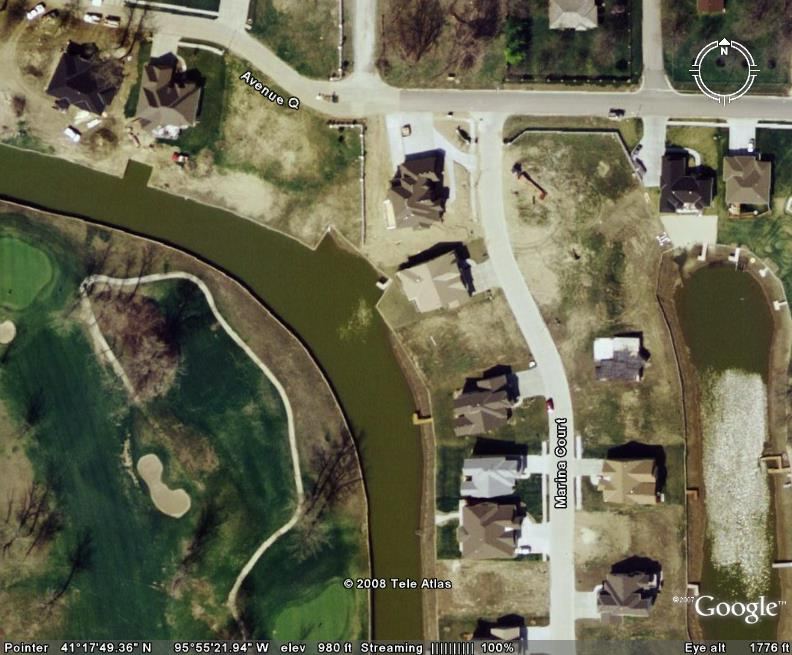 N
Avenue Q
Marina Court
© 2008 Tele Atlas
© 2007 Google™
Pointer 41°17'49.36" N 95°55'21.94" W elev 980 ft Streaming |||||||||| 100% Eye alt 1776 ft